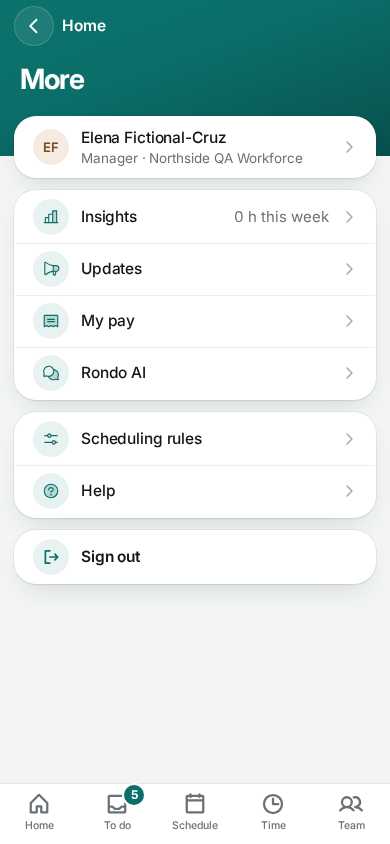 Home
More
EF
Elena Fictional-Cruz
Manager · Northside QA Workforce
Insights 0 h this week
Updates
My pay
Rondo AI
Scheduling rules
Help
Sign out
5
Home To do Schedule Time Team